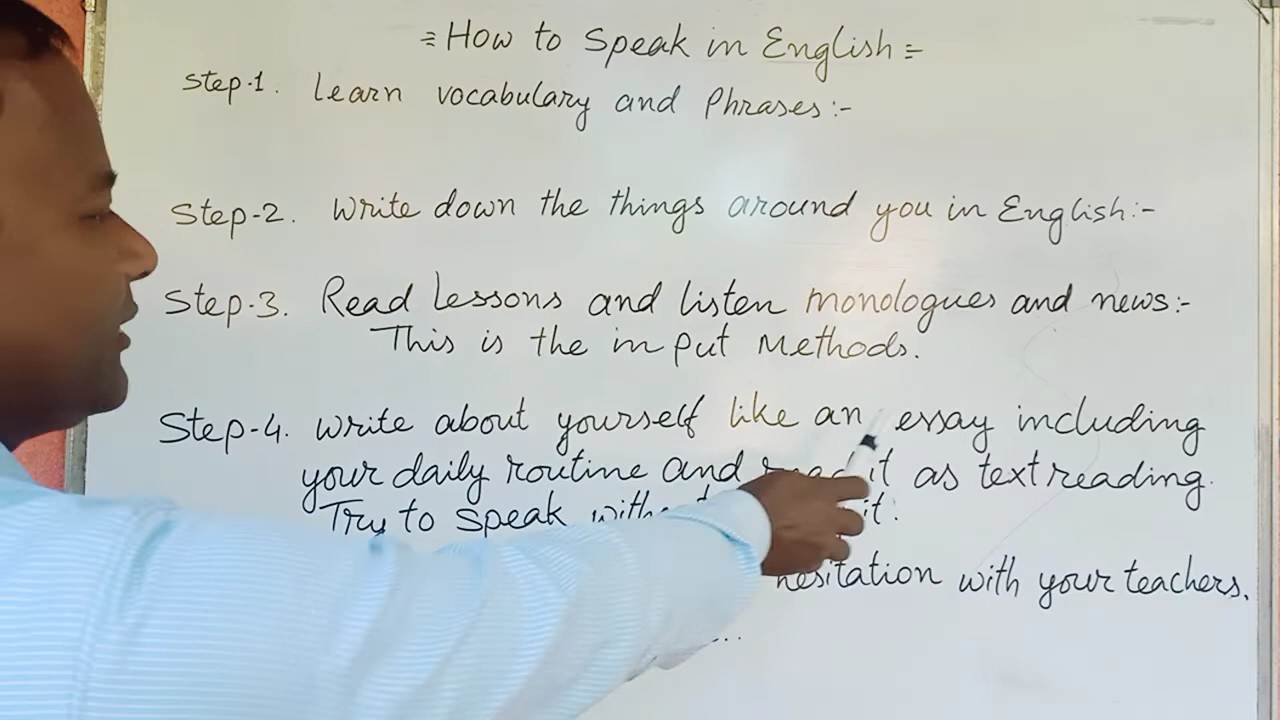 = How to Speak in English =
Step-1. Learn vocabulary and Phrases:-
Step-2. Write down the things around you in English:-
Step-3. Read Lessons and listen monologues and news:-
This is the input Methods.
Step-4. Write about yourself like an essay including
your daily routine and read it as text reading.
Try to speak it.
hesitation with your teachers.